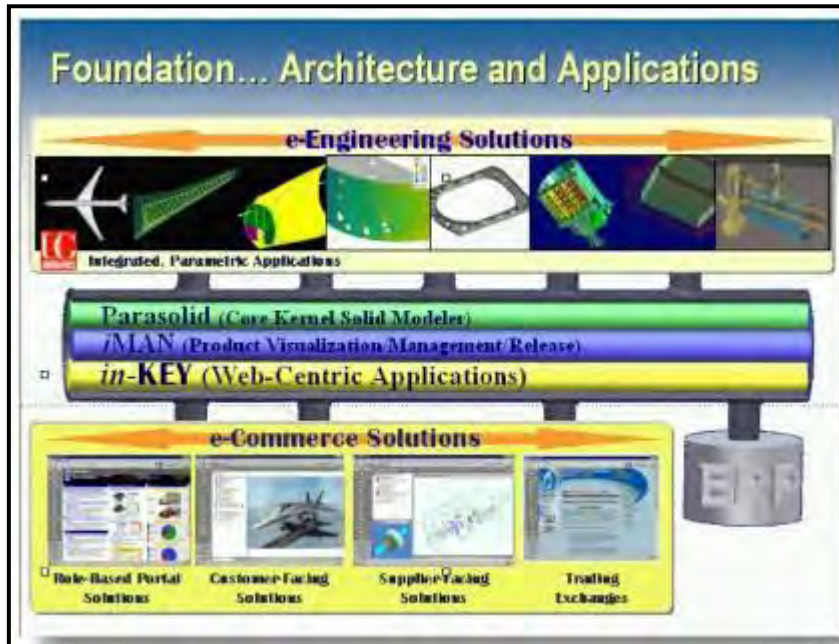 Foundation... Architecture and Applications
e-Engineering Solutions
UG
Integrated, Parametric Applications
Parasolid (Core Kernel Solid Modeler)
iMAN (Product Visualization/Management/Release)
in-KEY (Web-Centric Applications)
e-Commerce Solutions
ERP
Role-Based Portal
Solutions
Customer-Facing
Solutions
Supplier-Facing
Solutions
Trading
Exchanges